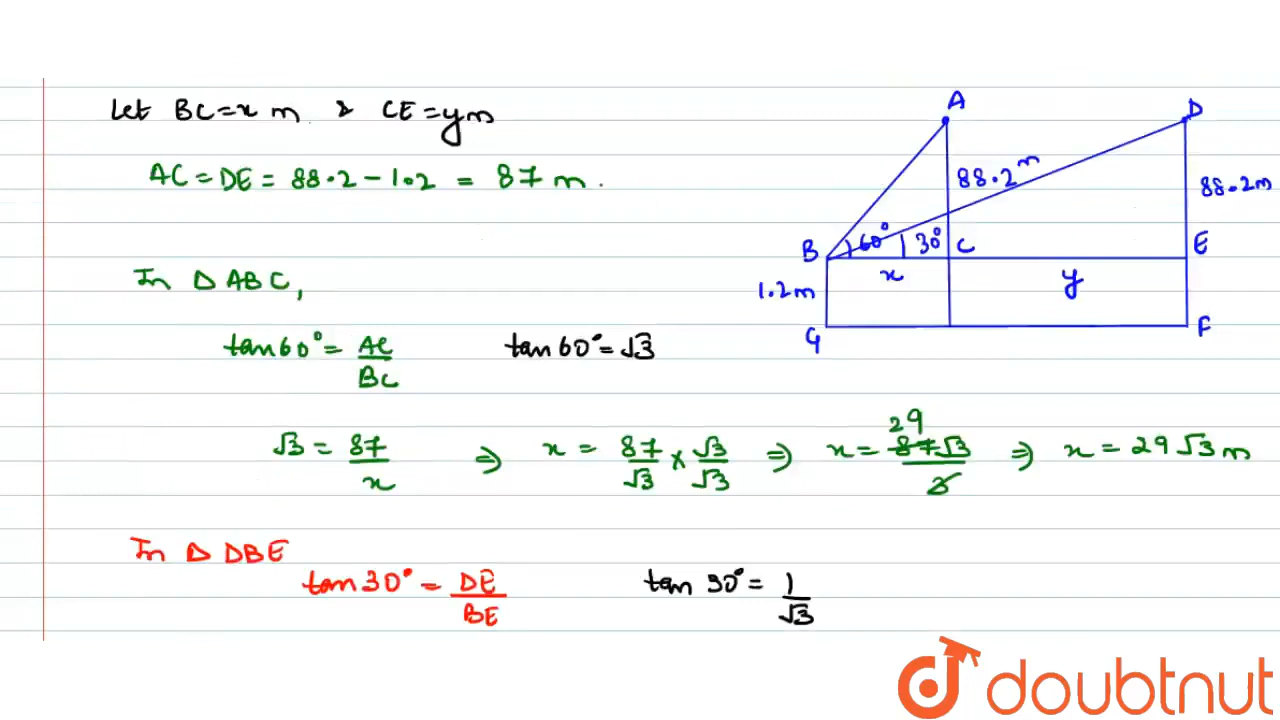 Let BC = x m & CE = y m
AC = DE = 88.2 - 1.2 = 87 m.
In Δ ABC,
tan 60° = AC/BC tan 60° = √3
√3 = 87/x ⇒ x = 87/√3 × √3/√3 ⇒ x = 29 87√3/3 ⇒ x = 29√3 m
In Δ DBE
tan 30° = DE/BE tan 30° = 1/√3
A
D
88.2 m
88.2m
B
60°
30°
C
E
x
y
1.2m
G
F
doubtnut